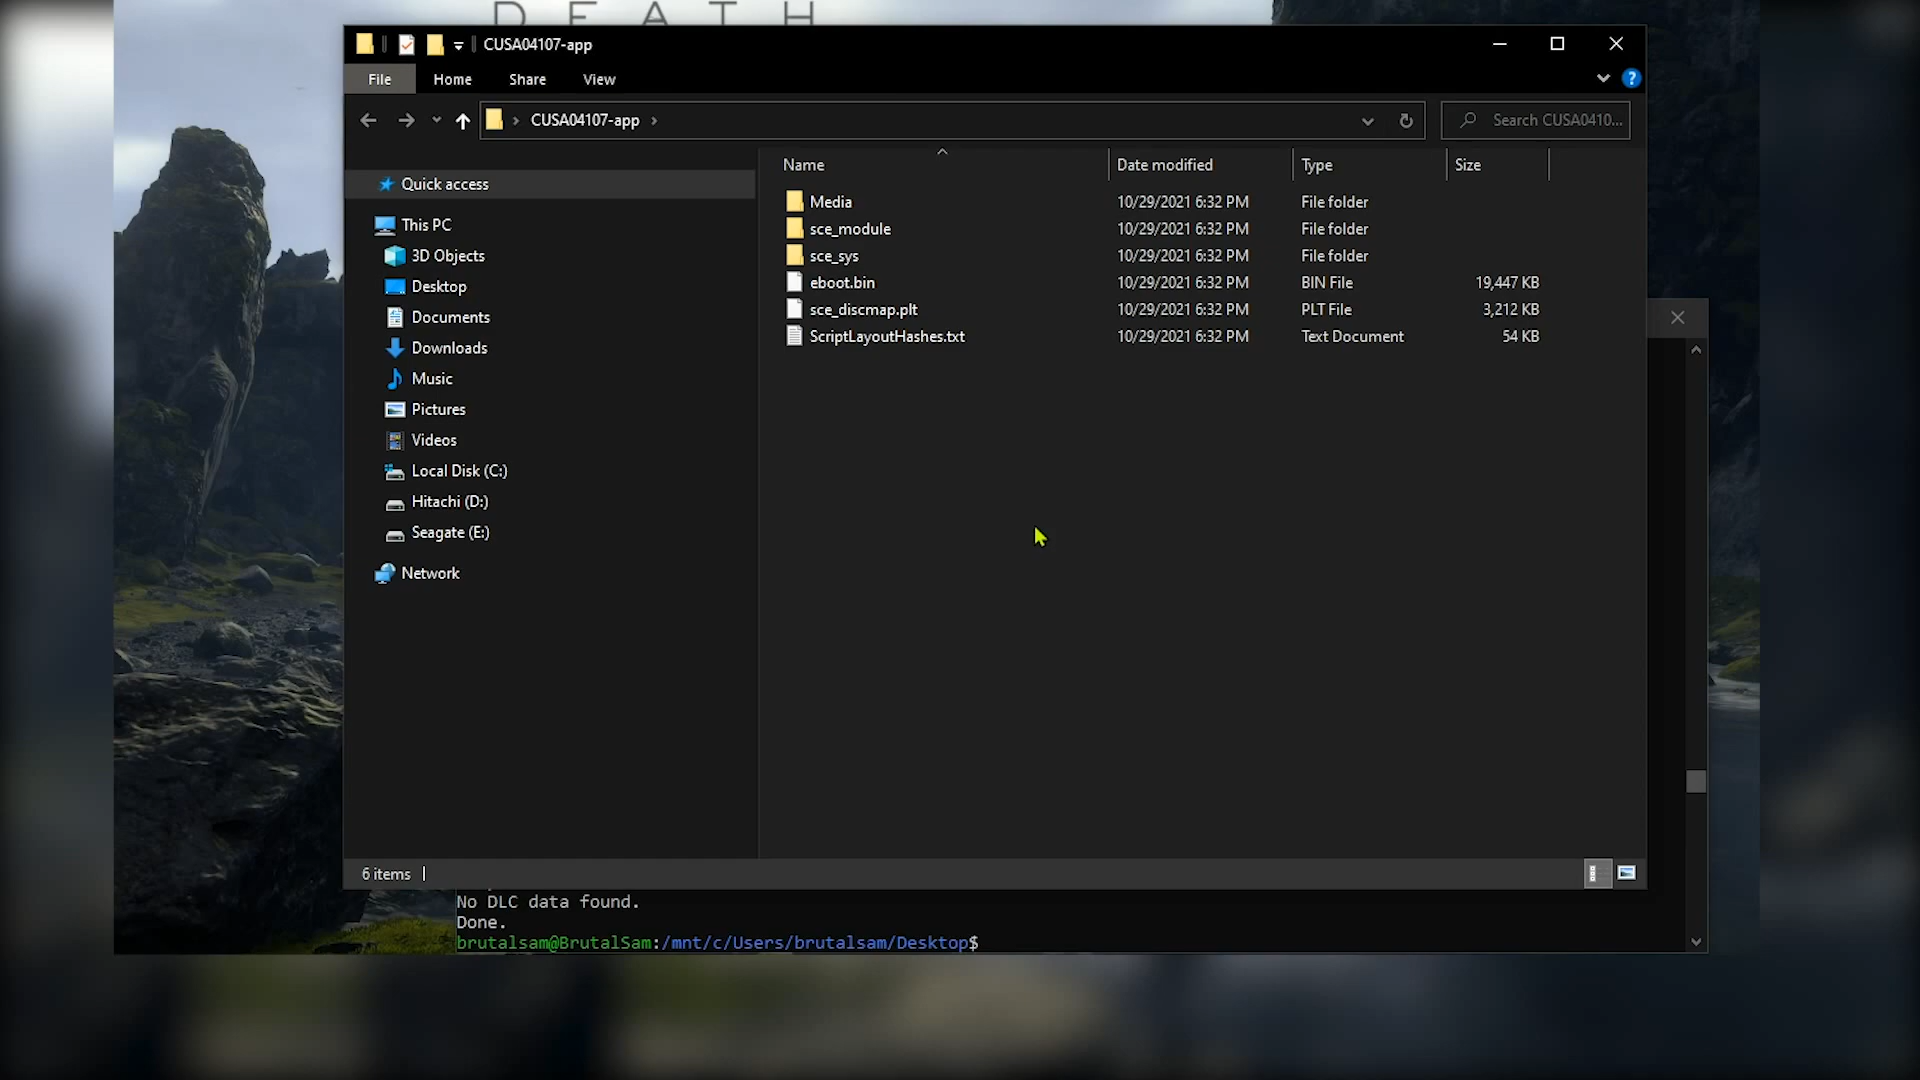 DEATH
CUSA04107-app
File Home Share View
CUSA04107-app
Search CUSA0410...
Name Date modified Type Size
Quick access
This PC
3D Objects
Desktop
Documents
Downloads
Music
Pictures
Videos
Local Disk (C:)
Hitachi (D:)
Seagate (E:)
Network
Media 10/29/2021 6:32 PM File folder
sce_module 10/29/2021 6:32 PM File folder
sce_sys 10/29/2021 6:32 PM File folder
eboot.bin 10/29/2021 6:32 PM BIN File 19,447 KB
sce_discmap.plt 10/29/2021 6:32 PM PLT File 3,212 KB
ScriptLayoutHashes.txt 10/29/2021 6:32 PM Text Document 54 KB
6 items
No DLC data found.
Done.
brutalsam@BrutalSam:/mnt/c/Users/brutalsam/Desktop$